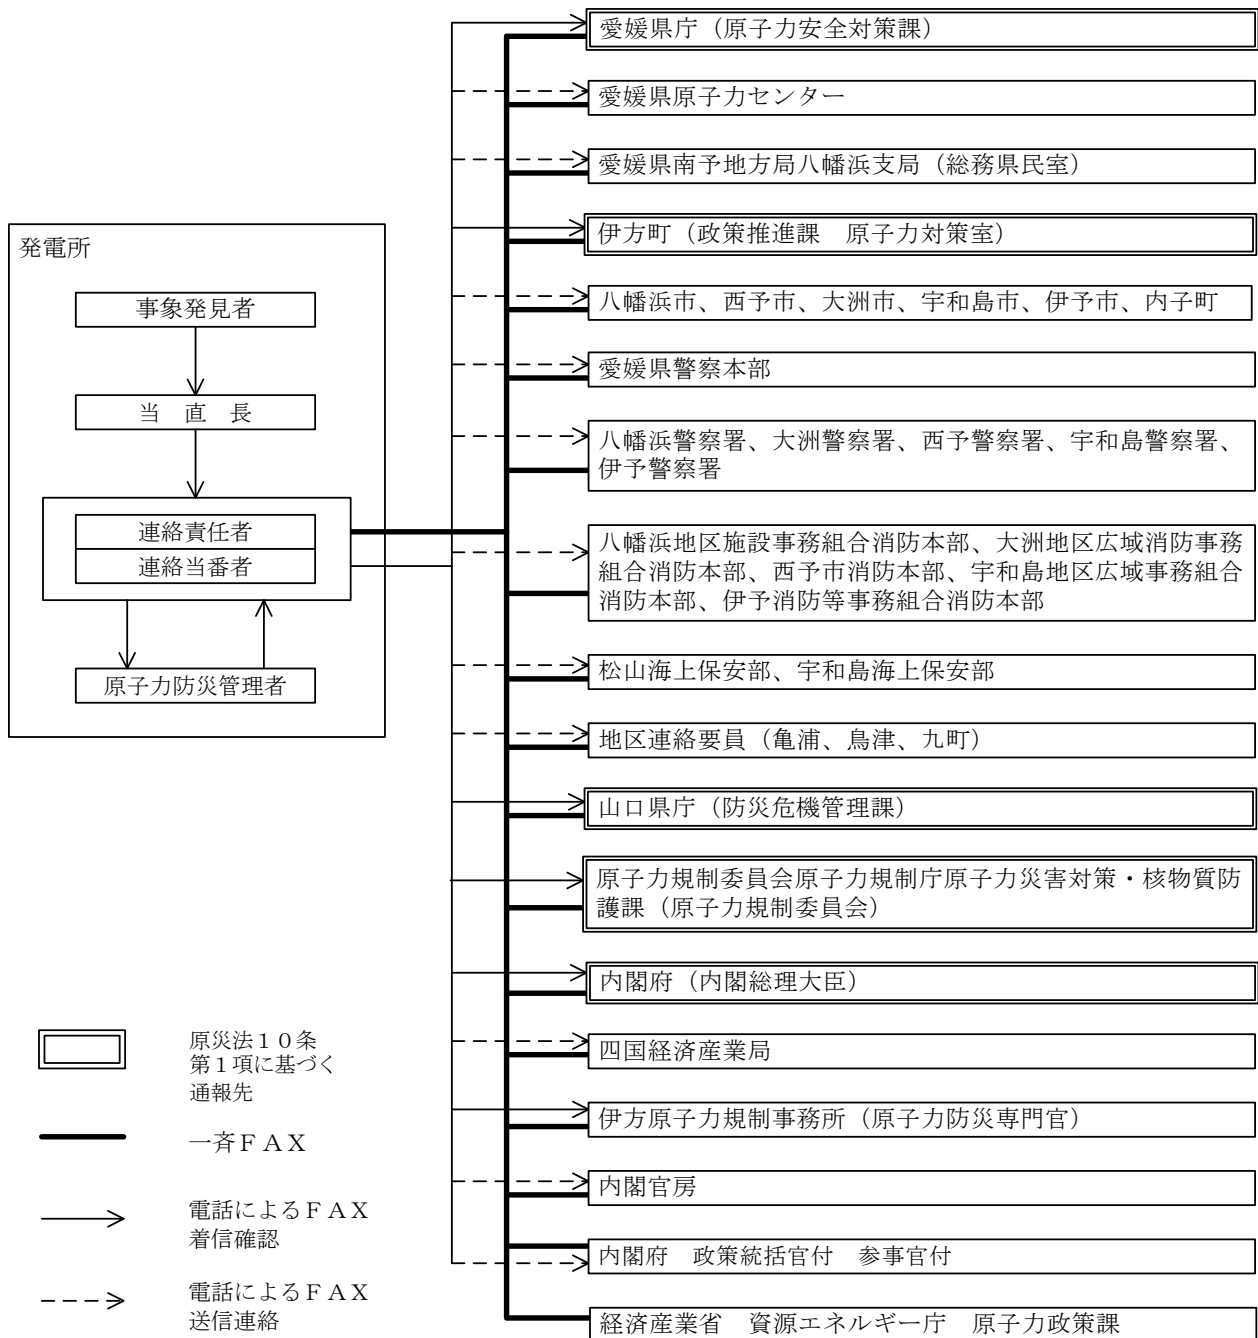 愛媛県庁（原子力安全対策課）
愛媛県原子力センター
愛媛県南予地方局八幡浜支局（総務県民室）
伊方町（政策推進課　原子力対策室）
八幡浜市、西予市、大洲市、宇和島市、伊予市、内子町
愛媛県警察本部
八幡浜警察署、大洲警察署、西予警察署、宇和島警察署、
伊予警察署
八幡浜地区施設事務組合消防本部、大洲地区広域消防事務
組合消防本部、西予市消防本部、宇和島地区広域事務組合
消防本部、伊予消防等事務組合消防本部
松山海上保安部、宇和島海上保安部
地区連絡要員（亀浦、鳥津、九町）
山口県庁（防災危機管理課）
原子力規制委員会原子力規制庁原子力災害対策・核物質防
護課（原子力規制委員会）
内閣府（内閣総理大臣）
四国経済産業局
伊方原子力規制事務所（原子力防災専門官）
内閣官房
内閣府　政策統括官付　参事官付
経済産業省　資源エネルギー庁　原子力政策課
発電所
事象発見者
当　直　長
連絡責任者
連絡当番者
原子力防災管理者
原災法１０条
第１項に基づく
通報先
一斉ＦＡＸ
電話によるＦＡＸ
着信確認
電話によるＦＡＸ
送信連絡